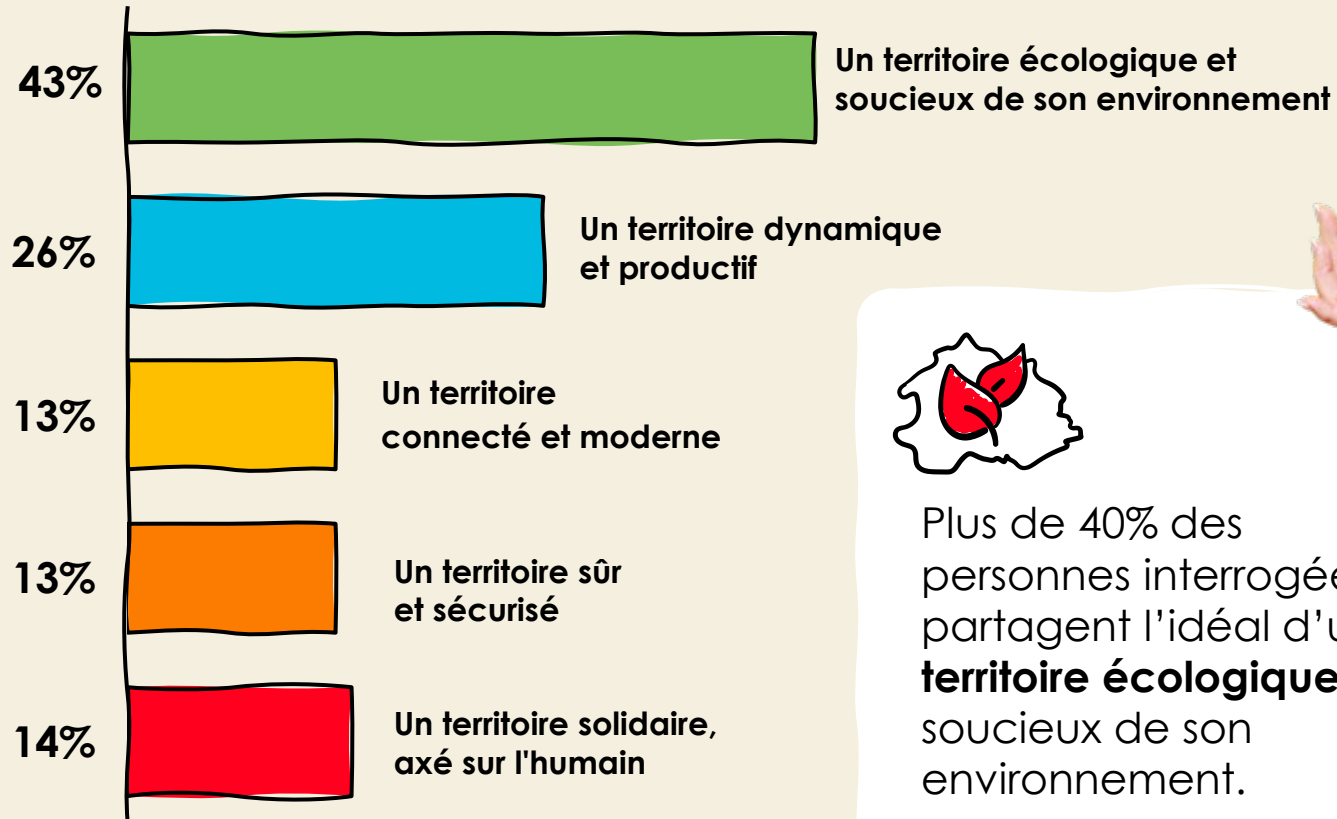 43%
Un territoire écologique et
soucieux de son environnement
26%
Un territoire dynamique
et productif
13%
Un territoire
connecté et moderne
13%
Un territoire sûr
et sécurisé
14%
Un territoire solidaire,
axé sur l'humain
Plus de 40% des
personnes
partagent l’idéal
territoire écologique
soucieux de son
environnement.